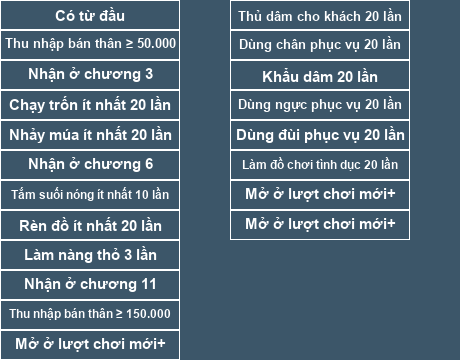 Có từ đầu
Thu nhập bán thân ≥ 50.000
Nhận ở chương 3
Chạy trốn ít nhất 20 lần
Nhảy múa ít nhất 20 lần
Nhận ở chương 6
Tắm suối nóng ít nhất 10 lần
Rèn đồ ít nhất 20 lần
Làm nàng thỏ 3 lần
Nhận ở chương 11
Thu nhập bán thân ≥ 150.000
Mở ở lượt chơi mới+
Thủ dâm cho khách 20 lần
Dùng chân phục vụ 20 lần
Khẩu dâm 20 lần
Dùng ngực phục vụ 20 lần
Dùng đùi phục vụ 20 lần
Làm đồ chơi tình dục 20 lần
Mở ở lượt chơi mới+
Mở ở lượt chơi mới+